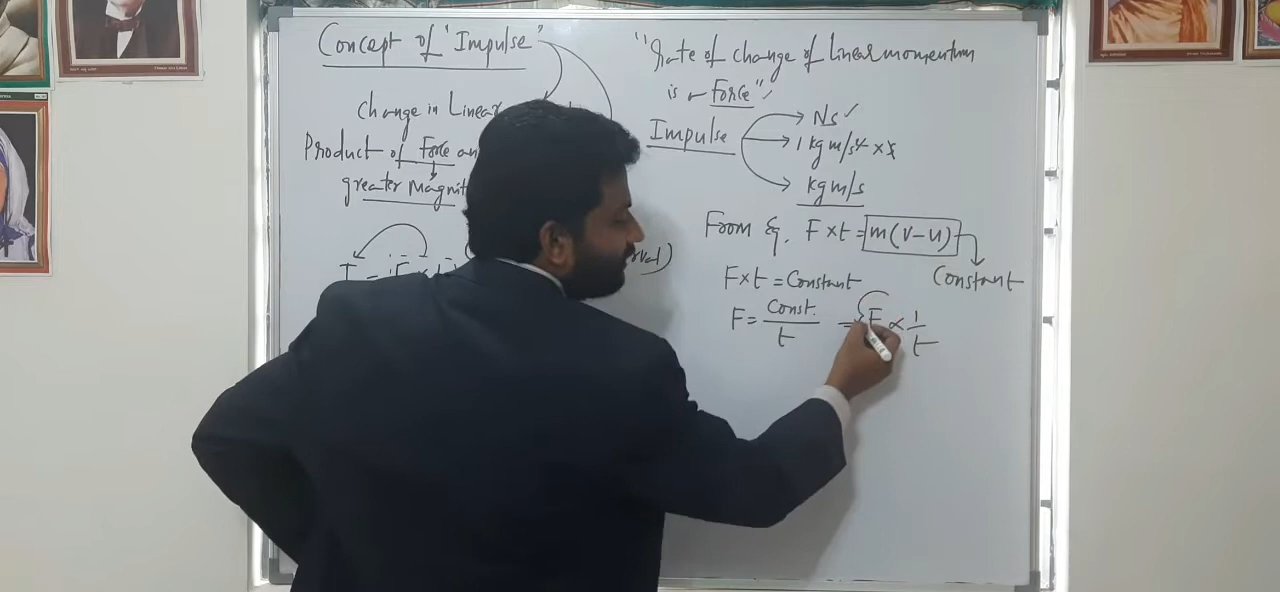 Concept of 'Impulse'
Change in Linear
Product of Force an
greater Magnit
rval)
"Rate of change of linear momentum
is Force"
Impulse
Ns ✓
1 kg m/s
kg m/s
From Eq, F×t = m(v-u)
Constant
F×t = Constant
F = Const. / t = F ∝ 1/t